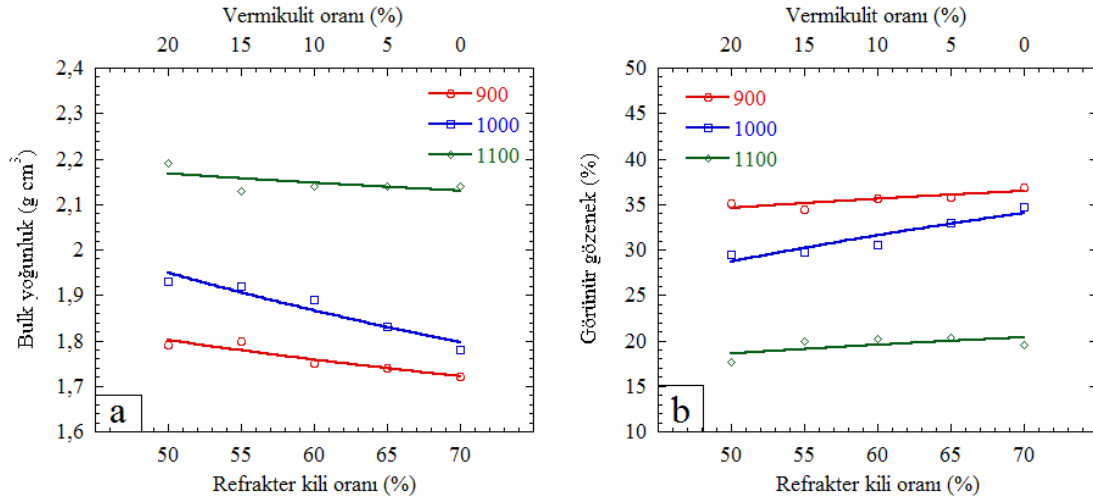 Vermikulit oranı (%)
20 15 10 5 0
2,4
2,3
2,2
2,1
2
1,9
1,8
1,7
1,6
Bulk yoğunluk (g cm³)
900
1000
1100
a
50 55 60 65 70
Refrakter kili oranı (%)
Vermikulit oranı (%)
20 15 10 5 0
50
45
40
35
30
25
20
15
10
Görünür gözenek (%)
900
1000
1100
b
50 55 60 65 70
Refrakter kili oranı (%)